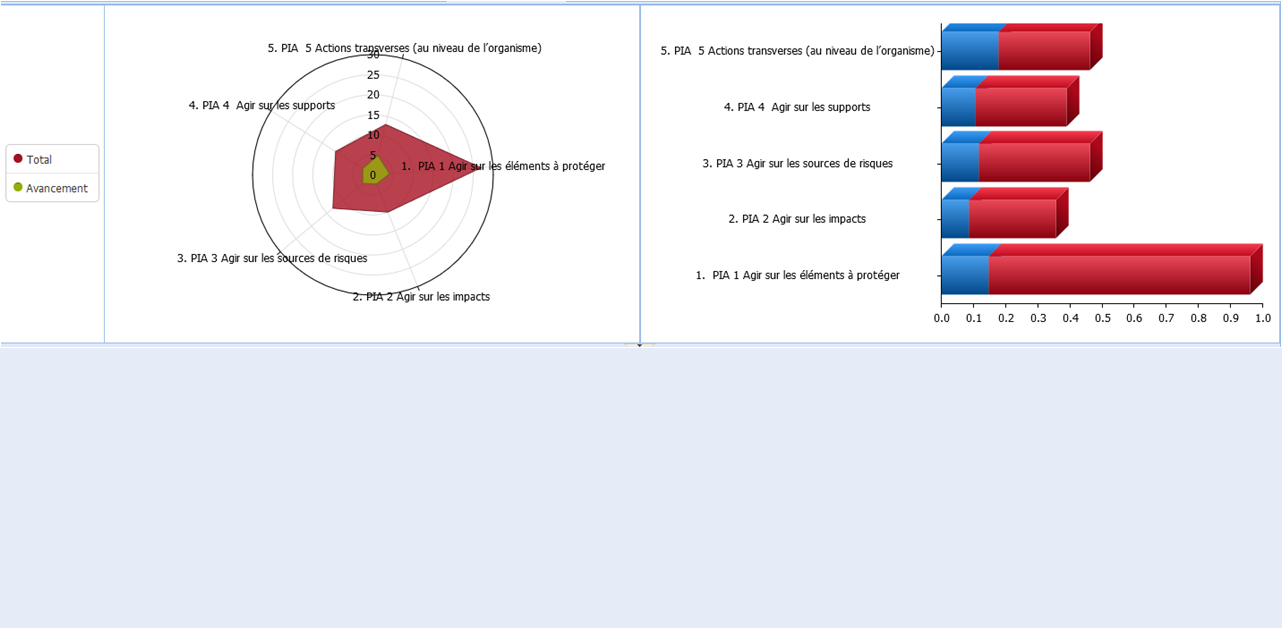 Total
Avancement
5. PIA  5 Actions transverses (au niveau de l'organisme)
30
25
20
15
10
5
0
4. PIA 4  Agir sur les supports
1.  PIA 1 Agir sur les éléments à protéger
3. PIA 3 Agir sur les sources de risques
2. PIA 2 Agir sur les impacts
5. PIA  5 Actions transverses (au niveau de l'organisme)
4. PIA 4  Agir sur les supports
3. PIA 3 Agir sur les sources de risques
2. PIA 2 Agir sur les impacts
1.  PIA 1 Agir sur les éléments à protéger
0.0 0.1 0.2 0.3 0.4 0.5 0.6 0.7 0.8 0.9 1.0